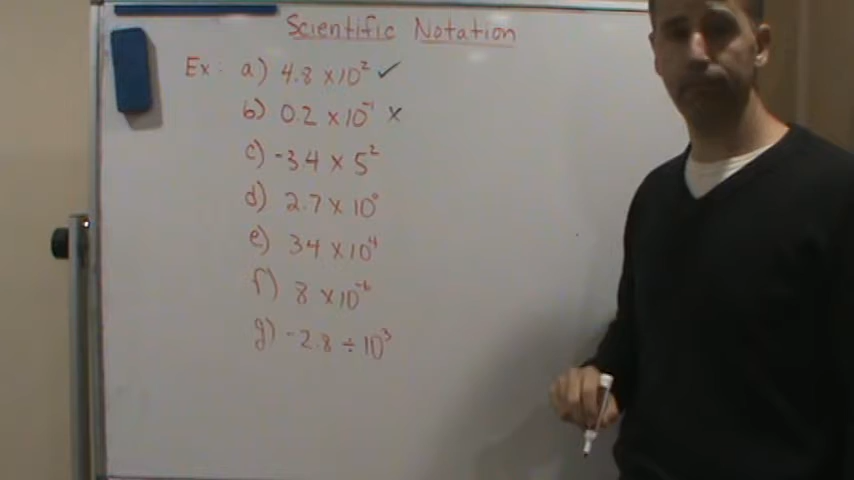 Scientific Notation
Ex: a) 4.8 × 10² ✓
b) 0.2 × 10⁻¹ ×
c) -3.4 × 5²
d) 2.7 × 10⁰
e) 34 × 10⁴
f) 8 × 10
g) -2.8 ÷ 10³